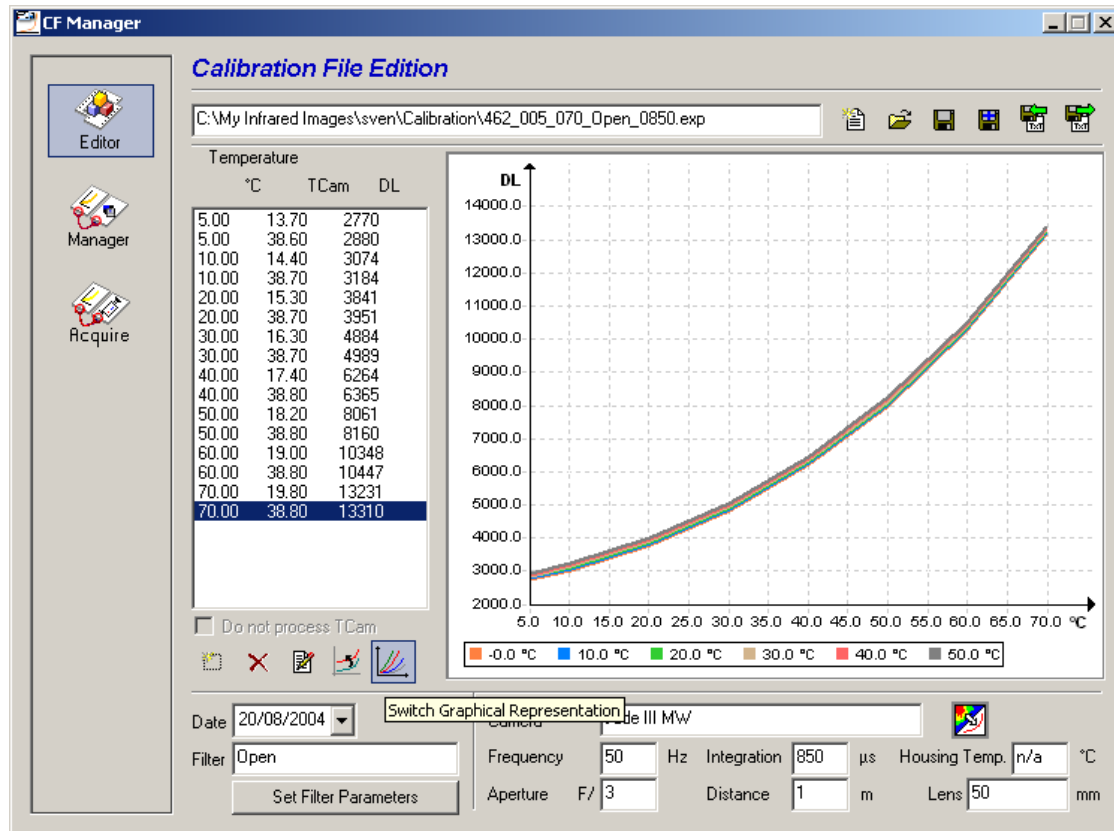 CF Manager
Calibration File Edition
C:\My Infrared Images\sven\Calibration\462_005_070_Open_0850.exp
Txt Txt
Editor
Manager
Acquire
Temperature
°C TCam DL
5.00 13.70 2770
5.00 38.60 2880
10.00 14.40 3074
10.00 38.70 3184
20.00 15.30 3841
20.00 38.70 3951
30.00 16.30 4884
30.00 38.70 4989
40.00 17.40 6264
40.00 38.80 6365
50.00 18.20 8061
50.00 38.80 8160
60.00 19.00 10348
60.00 38.80 10447
70.00 19.80 13231
70.00 38.80 13310
Do not process TCam
DL
14000.0
13000.0
12000.0
11000.0
10000.0
9000.0
8000.0
7000.0
6000.0
5000.0
4000.0
3000.0
2000.0
5.0 10.0 15.0 20.0 25.0 30.0 35.0 40.0 45.0 50.0 55.0 60.0 65.0 70.0 °C
-0.0 °C 10.0 °C 20.0 °C 30.0 °C 40.0 °C 50.0 °C
Switch Graphical Representation
Date 20/08/2004
III MW
Filter Open
Set Filter Parameters
Frequency 50 Hz Integration 850 µs Housing Temp. n/a °C
Aperture F/ 3 Distance 1 m Lens 50 mm